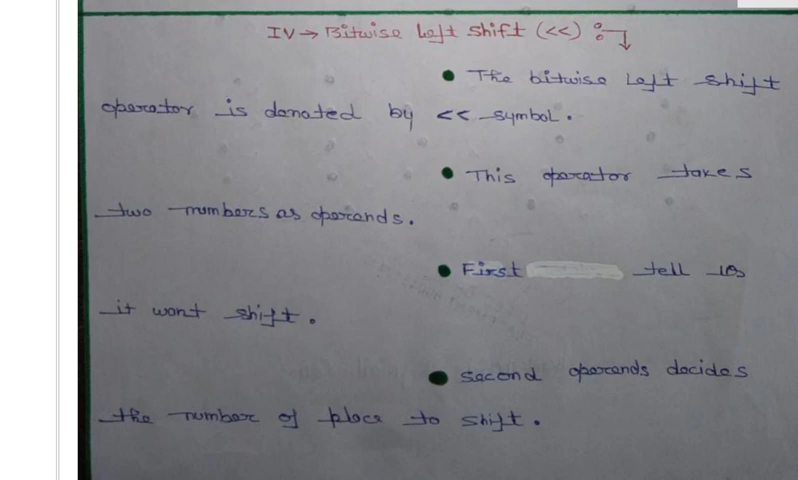 IV → Bitwise Left Shift (<<) :
• The bitwise left shift
operator is donated by << symbol.
• This operator takes
two numbers as operands.
• First tell us
it wont shift.
• Second operands decides
the number of place to shift.